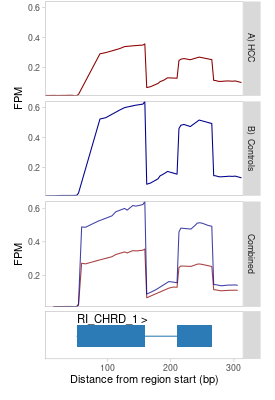 0.6
0.4
0.2
A) HCC
FPM
0.6
0.4
0.2
B) Controls
0.6
0.4
0.2
FPM
Combined
RI_CHRD_1 >
100
200
300
Distance from region start (bp)